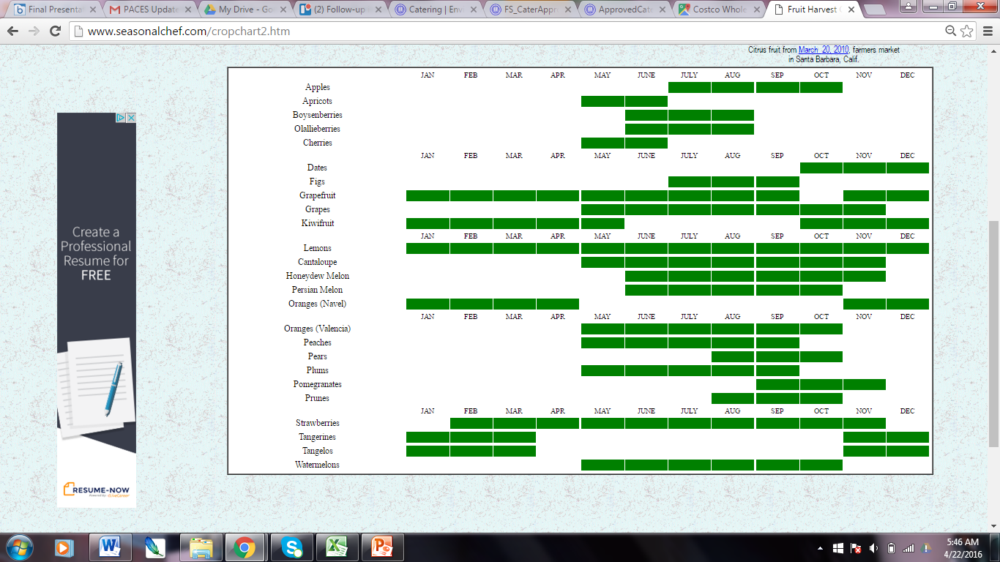 Final Presentat
PACES Update
My Drive - Go
(2) Follow-up
Catering | Env
FS_CaterAppr
ApprovedCate
Costco Whole
Fruit Harvest
www.seasonalchef.com/cropchart2.htm
Citrus fruit from March 20, 2010, farmers market
in Santa Barbara, Calif.
JAN FEB MAR APR MAY JUNE JULY AUG SEP OCT NOV DEC
Apples
Apricots
Boysenberries
Olallieberries
Cherries
JAN FEB MAR APR MAY JUNE JULY AUG SEP OCT NOV DEC
Dates
Figs
Grapefruit
Grapes
Kiwifruit
JAN FEB MAR APR MAY JUNE JULY AUG SEP OCT NOV DEC
Lemons
Cantaloupe
Honeydew Melon
Persian Melon
Oranges (Navel)
JAN FEB MAR APR MAY JUNE JULY AUG SEP OCT NOV DEC
Oranges (Valencia)
Peaches
Pears
Plums
Pomegranates
Prunes
JAN FEB MAR APR MAY JUNE JULY AUG SEP OCT NOV DEC
Strawberries
Tangerines
Tangelos
Watermelons
Create a
Professional
Resume for
FREE
RESUME-NOW
5:46 AM
4/22/2016